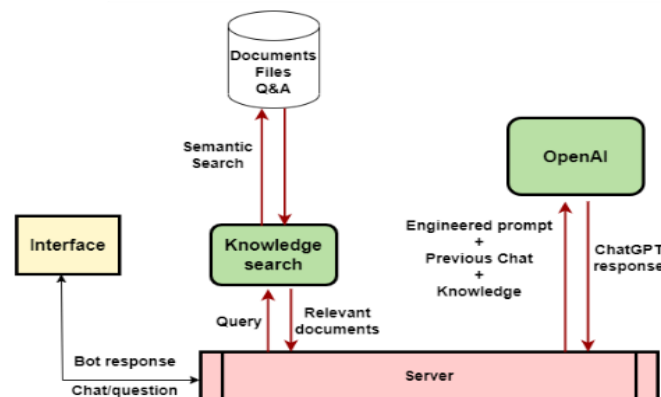 Documents
Files
Q&A
Semantic
Search
OpenAI
Interface
Knowledge
search
Engineered prompt
+
Previous Chat
+
Knowledge
ChatGPT
response
Query
Relevant
documents
Bot response
Chat/question
Server